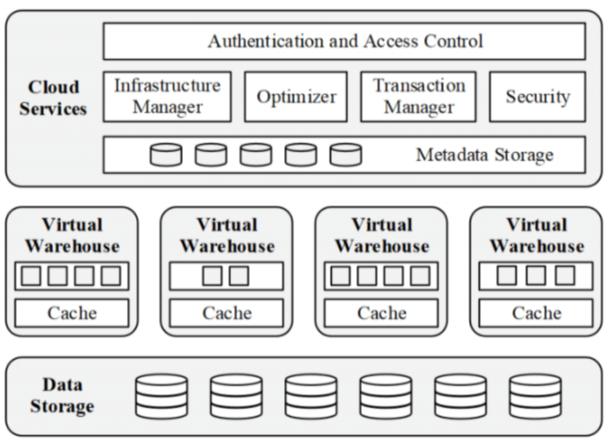 Authentication and Access Control
Cloud
Services
Infrastructure
Manager
Optimizer
Transaction
Manager
Security
Metadata Storage
Virtual
Warehouse
Cache
Virtual
Warehouse
Cache
Virtual
Warehouse
Cache
Virtual
Warehouse
Cache
Data
Storage